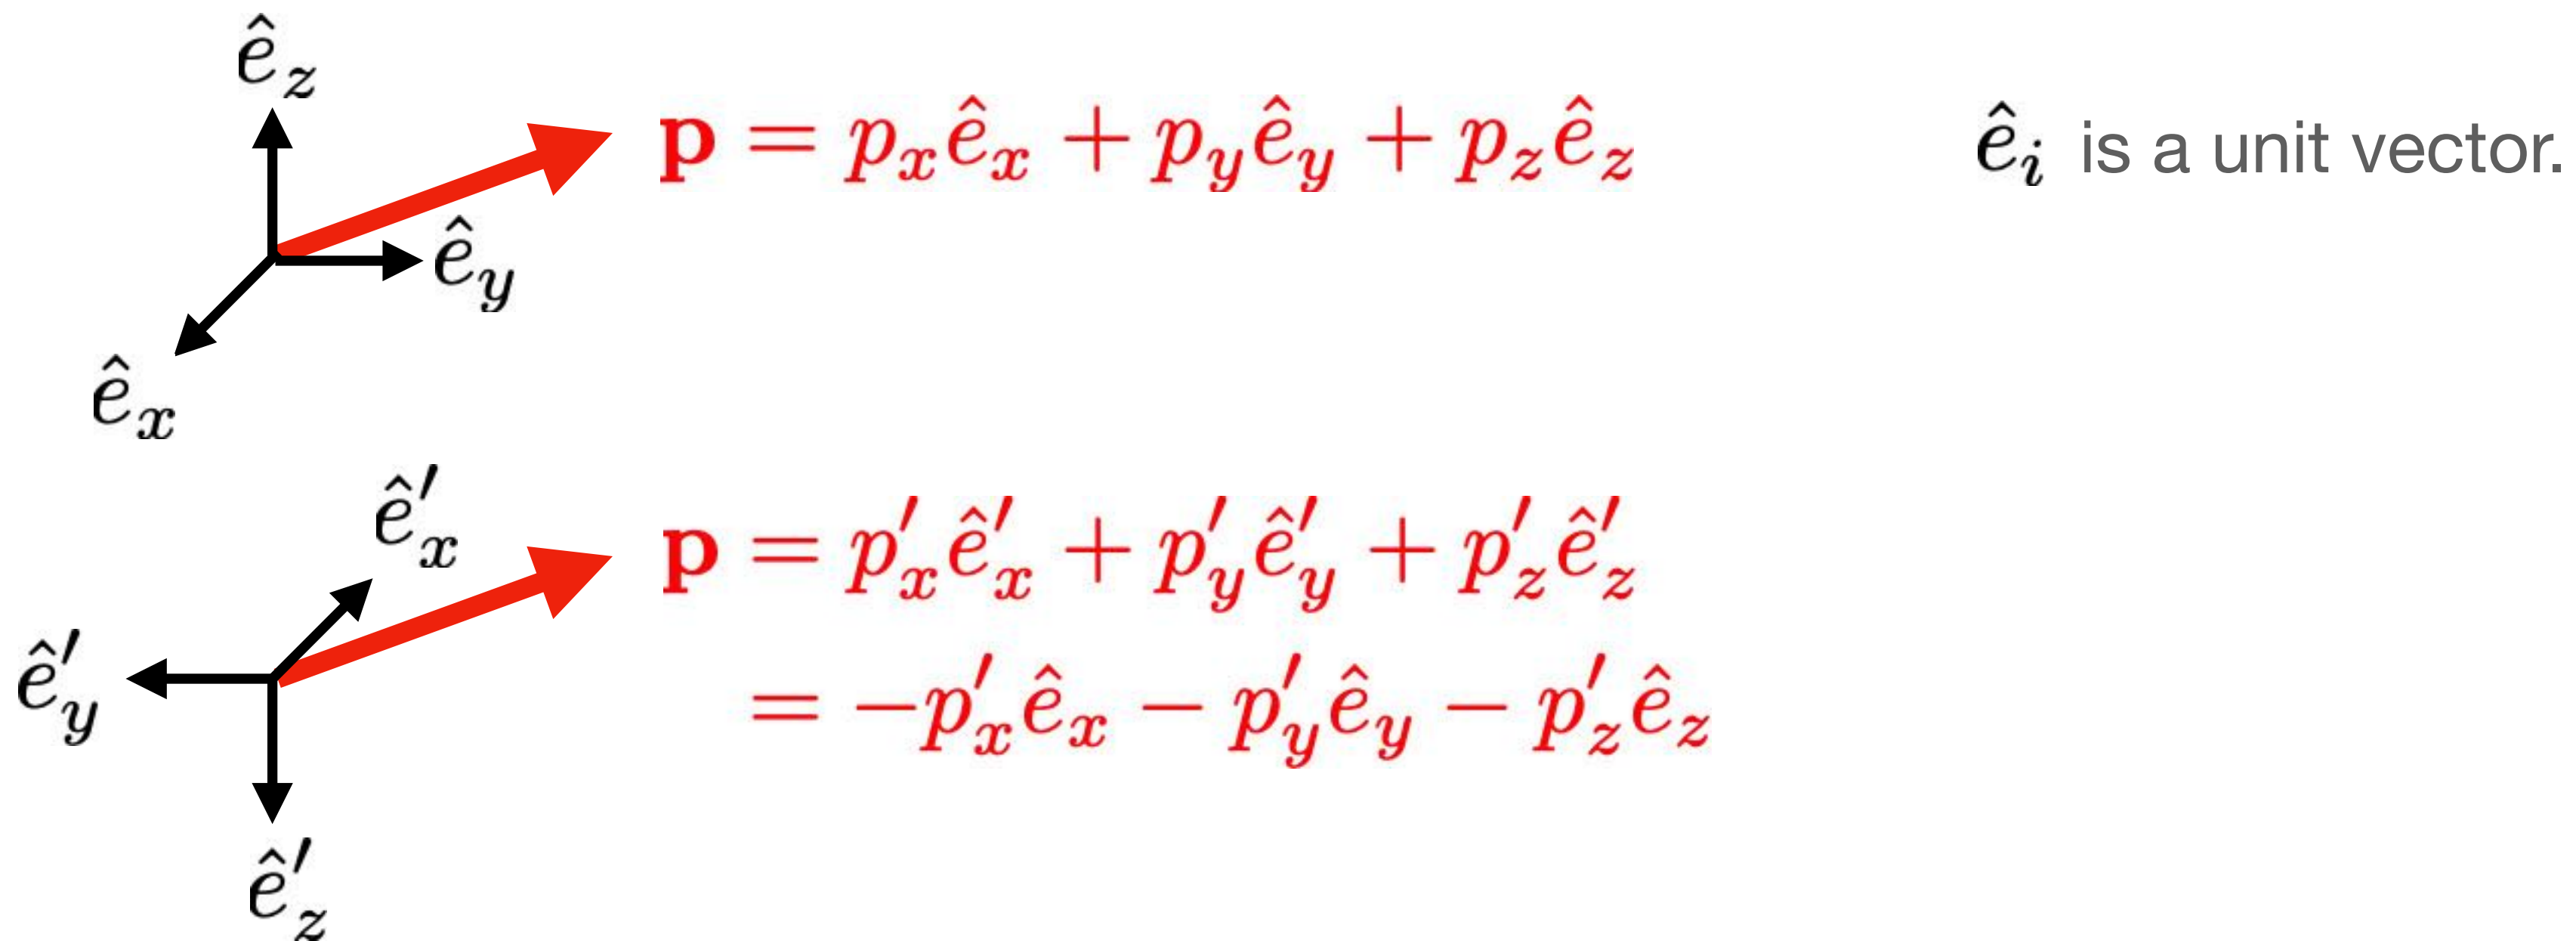 ê_z
𝐩 = p_x ê_x + p_y ê_y + p_z ê_z
ê_i is a unit vector.
ê_y
ê_x
ê′_x
𝐩 = p′_x ê′_x + p′_y ê′_y + p′_z ê′_z
ê′_y
= −p′_x ê_x − p′_y ê_y − p′_z ê_z
ê′_z